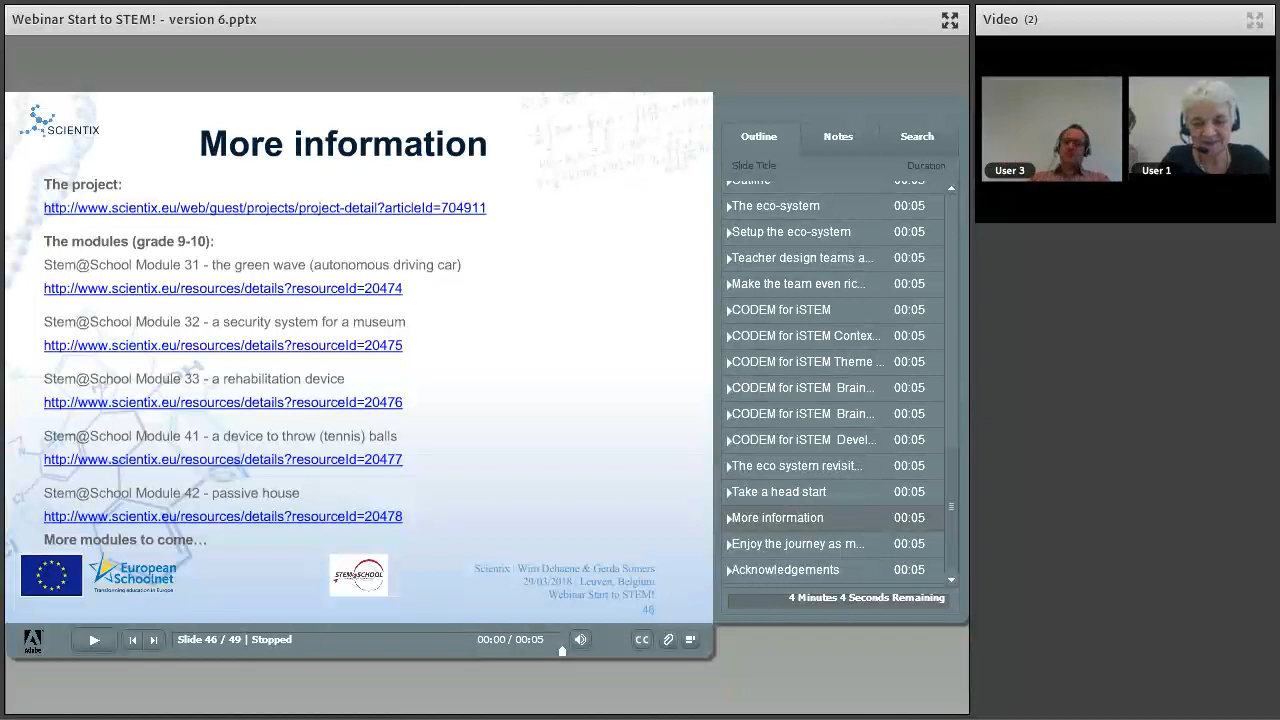 Webinar Start to STEM! - version 6.pptx
Video (2)
SCIENTIX
More information
The project:
http://www.scientix.eu/web/guest/projects/project-detail?articleId=704911
The modules (grade 9-10):
Stem@School Module 31 - the green wave (autonomous driving car)
http://www.scientix.eu/resources/details?resourceId=20474
Stem@School Module 32 - a security system for a museum
http://www.scientix.eu/resources/details?resourceId=20475
Stem@School Module 33 - a rehabilitation device
http://www.scientix.eu/resources/details?resourceId=20476
Stem@School Module 41 - a device to throw (tennis) balls
http://www.scientix.eu/resources/details?resourceId=20477
Stem@School Module 42 - passive house
http://www.scientix.eu/resources/details?resourceId=20478
More modules to come...
European
Schoolnet
Transforming education in Europe
STEM@SCHOOL
Scientix | Wim Dehaene & Gerda Somers
29/03/2018 | Leuven, Belgium
Webinar Start to STEM!
46
Outline Notes Search
Slide Title Duration
Outline 00:05
The eco-system 00:05
Setup the eco-system 00:05
Teacher design teams a... 00:05
Make the team even ric... 00:05
CODEM for iSTEM 00:05
CODEM for iSTEM Contex... 00:05
CODEM for iSTEM Theme ... 00:05
CODEM for iSTEM Brain... 00:05
CODEM for iSTEM Brain... 00:05
CODEM for iSTEM Devel... 00:05
The eco system revisit... 00:05
Take a head start 00:05
More information 00:05
Enjoy the journey as m... 00:05
Acknowledgements 00:05
4 Minutes 4 Seconds Remaining
Adobe
Slide 46 / 49 | Stopped
00:00 / 00:05
CC
User 3
User 1